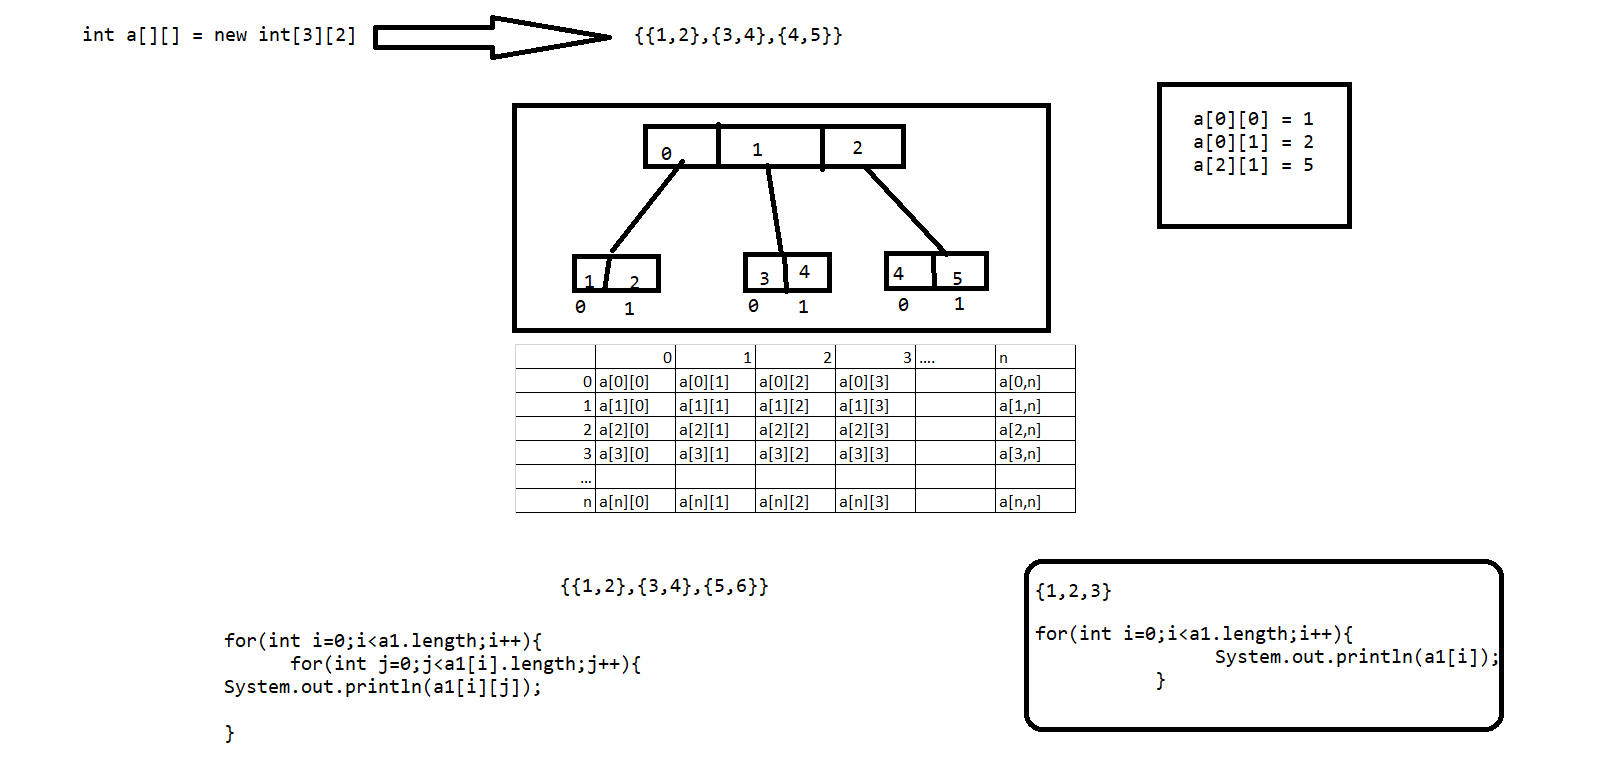 int a[][] = new int[3][2]
{{1,2},{3,4},{4,5}}
a[0][0] = 1
a[0][1] = 2
a[2][1] = 5
0 1 2
1 2 3 4 4 5
0 1 0 1 0 1
0 1 2 3 .... n
0 a[0][0] a[0][1] a[0][2] a[0][3] a[0,n]
1 a[1][0] a[1][1] a[1][2] a[1][3] a[1,n]
2 a[2][0] a[2][1] a[2][2] a[2][3] a[2,n]
3 a[3][0] a[3][1] a[3][2] a[3][3] a[3,n]
...
n a[n][0] a[n][1] a[n][2] a[n][3] a[n,n]
{{1,2},{3,4},{5,6}}
for(int i=0;i<a1.length;i++){
for(int j=0;j<a1[i].length;j++){
System.out.println(a1[i][j]);
}
{1,2,3}
for(int i=0;i<a1.length;i++){
System.out.println(a1[i]);
}